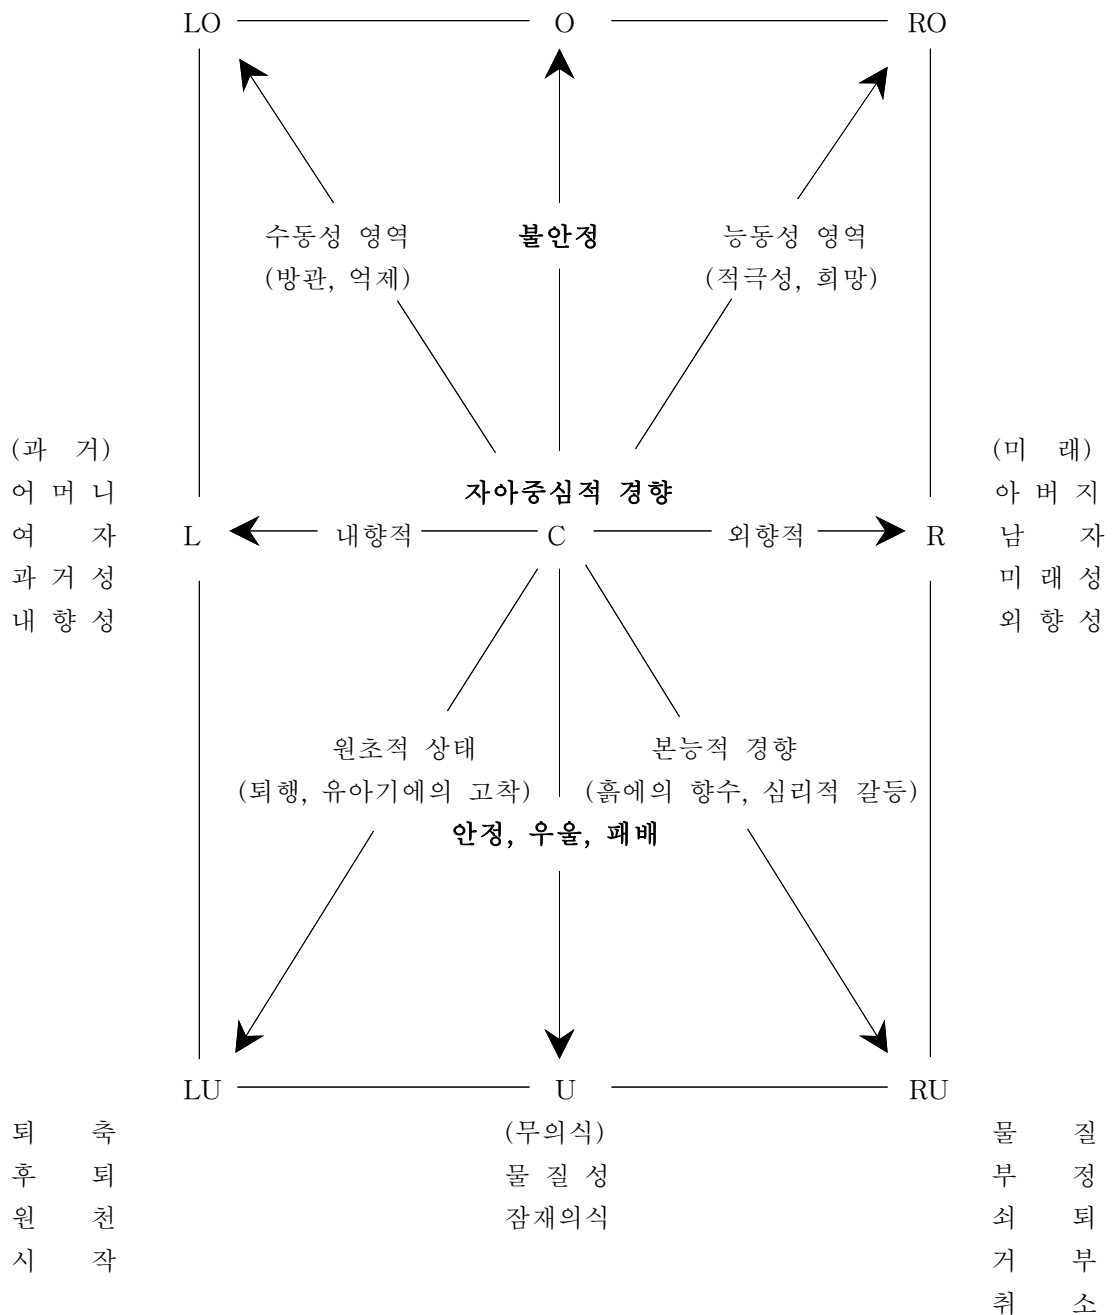 LO O RO
수동성 영역 불안정 능동성 영역
(방관, 억제) (적극성, 희망)
(과 거) (미 래)
어 머 니 자아중심적 경향 아 버 지
여 자 L 내향적 C 외향적 R 남 자
과 거 성 미 래 성
내 향 성 외 향 성
원초적 상태 본능적 경향
(퇴행, 유아기에의 고착) (흙에의 향수, 심리적 갈등)
안정, 우울, 패배
LU U RU
퇴 축 (무의식) 물 질
후 퇴 물 질 성 부 정
원 천 잠재의식 쇠 퇴
시 작 거 부
취 소